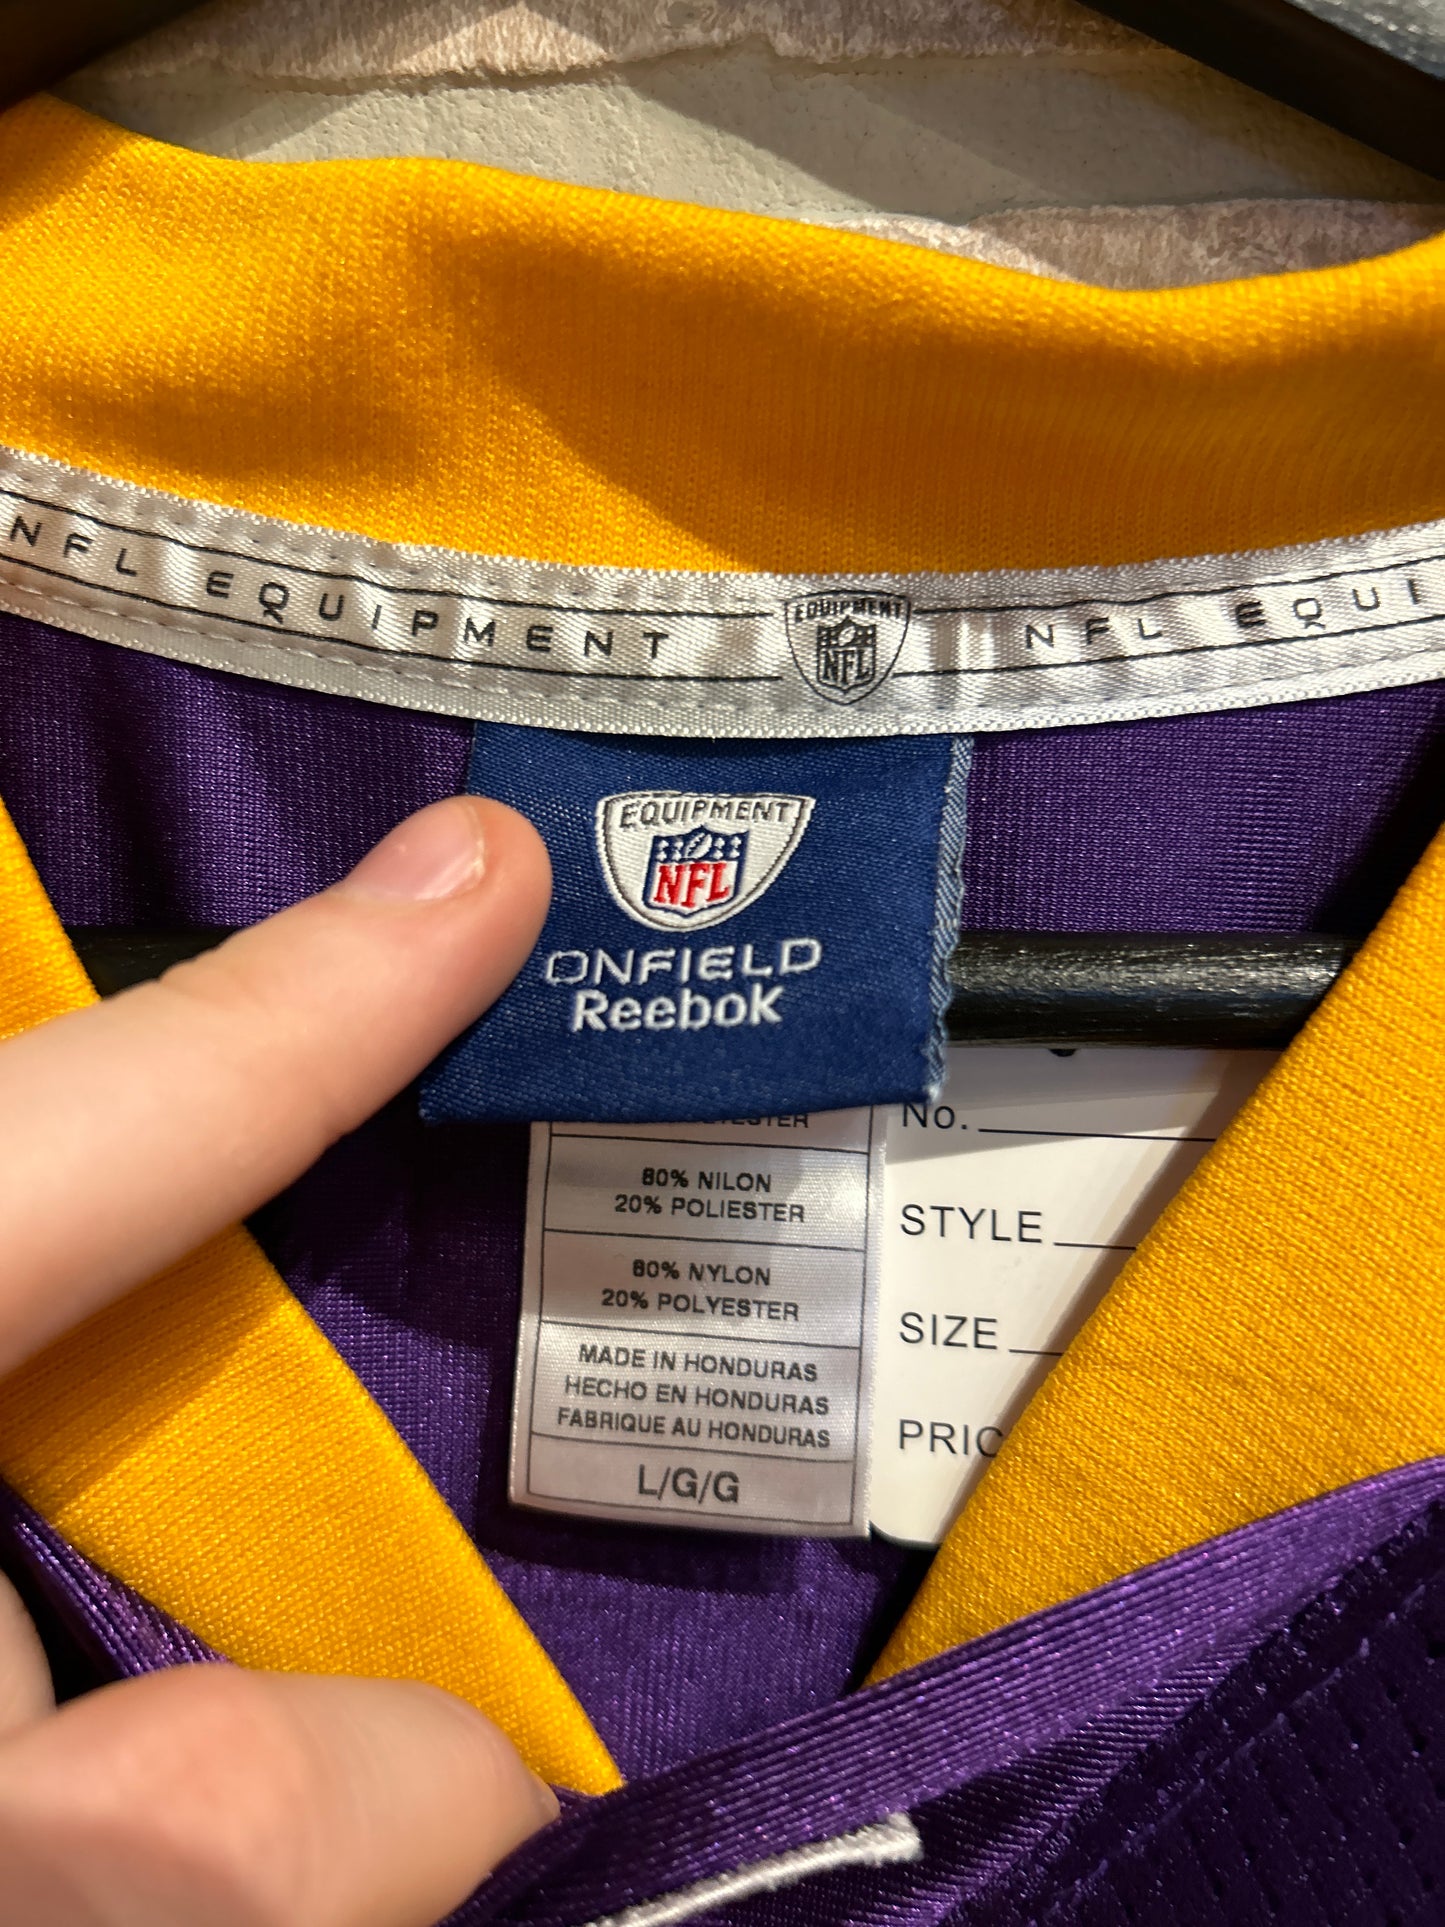 NFL EQUIPMENT
EQUIPMENT
NFL
NFL EQUI
EQUIPMENT
NFL
ONFIELD
Reebok
80% NILON
20% POLIESTER
80% NYLON
20% POLYESTER
MADE IN HONDURAS
HECHO EN HONDURAS
FABRIQUE AU HONDURAS
L/G/G
No.
STYLE
SIZE
PRIC